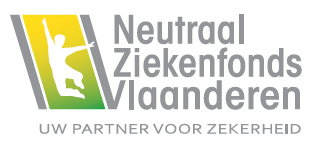 Neutraal
Ziekenfonds
Vlaanderen
UW PARTNER VOOR ZEKERHEID